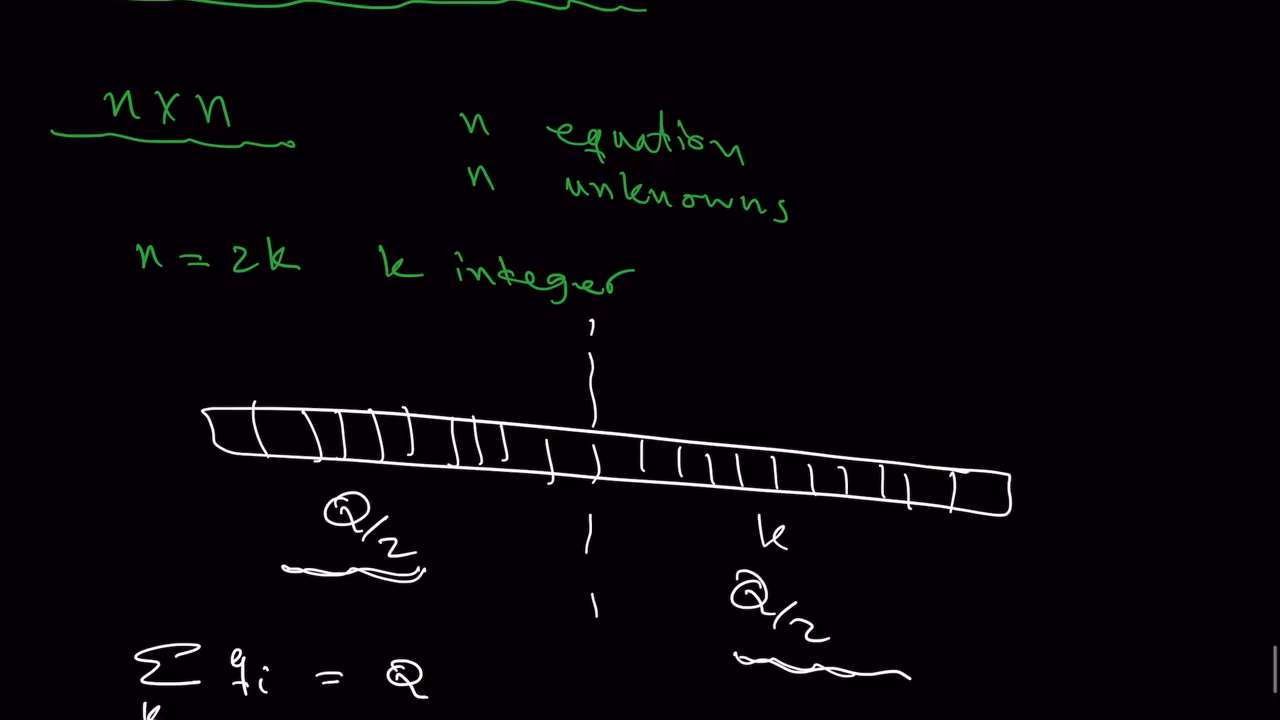 n × n
n equation
n unknowns
n = 2k k integer
Q/2
k
Q/2
∑ qi = Q
k